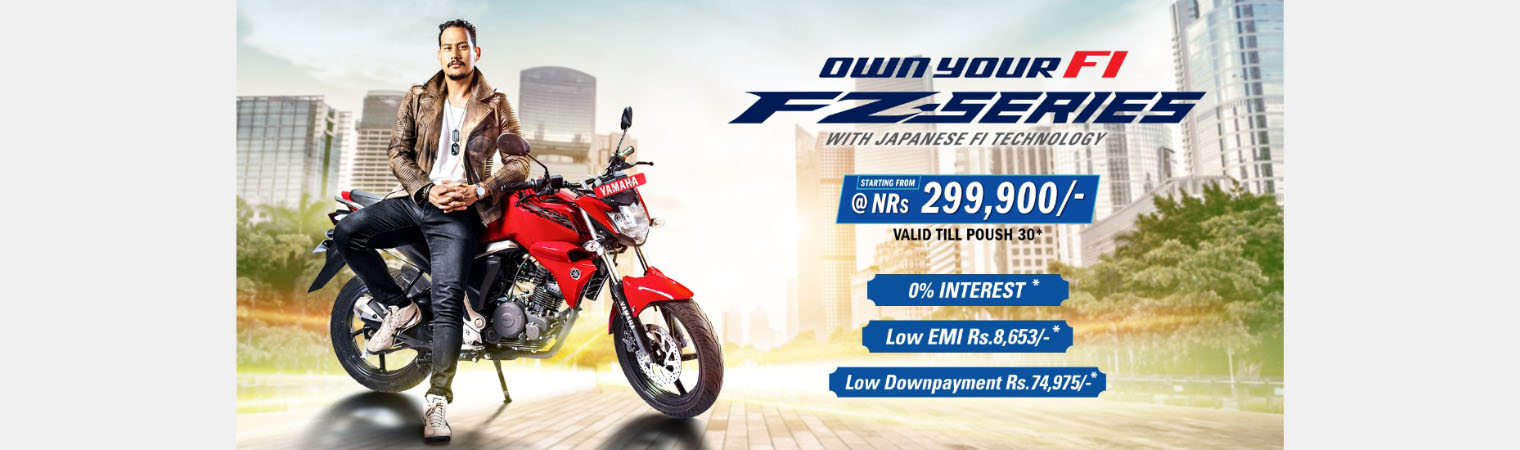 OWN YOUR FI
FZ-SERIES
WITH JAPANESE FI TECHNOLOGY
STARTING FROM
@ NRs 299,900/-
VALID TILL POUSH 30*
0% INTEREST *
Low EMI Rs.8,653/-*
Low Downpayment Rs.74,975/-*
YAMAHA
YAMAHA